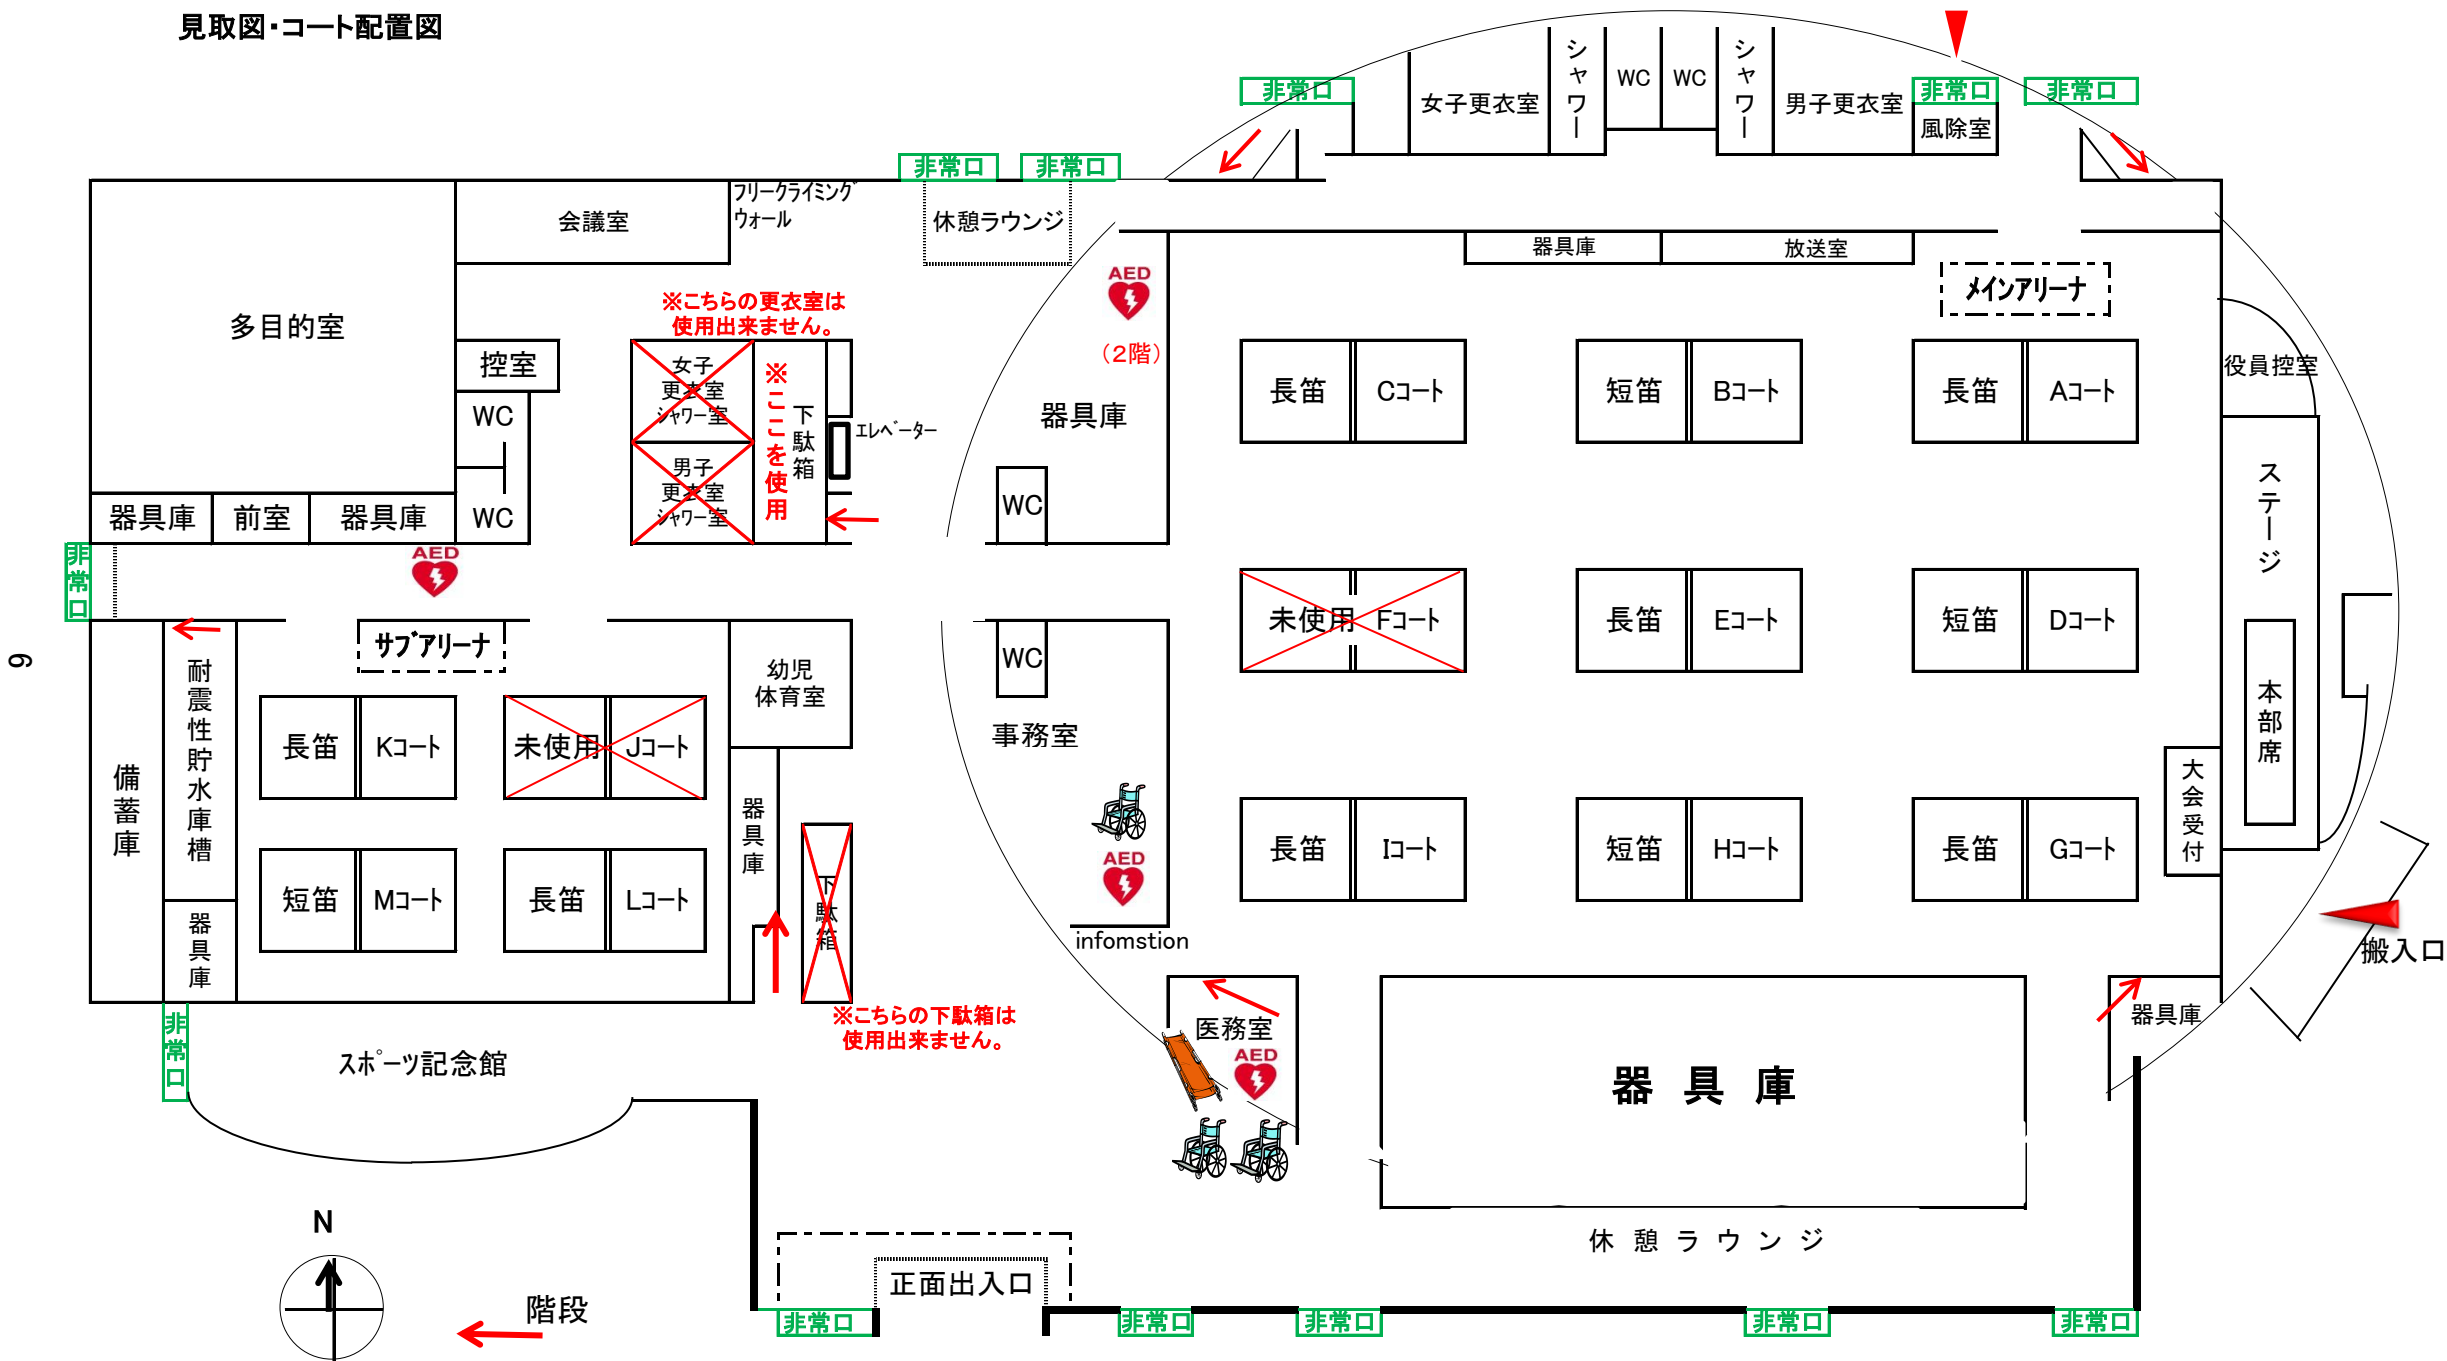 見取図・コート配置図
非常口
女子更衣室
シャワー
WC
WC
シャワー
男子更衣室
非常口
風除室
非常口
非常口
非常口
多目的室
会議室
フリークライミング
ウォール
休憩ラウンジ
器具庫
放送室
メインアリーナ
AED
(2階)
器具庫
※こちらの更衣室は
使用出来ません。
女子
更衣室
シャワー室
男子
更衣室
シャワー室
※ここを使用
下駄箱
エレベーター
控室
WC
WC
器具庫
前室
器具庫
WC
長笛
Cコート
短笛
Bコート
長笛
Aコート
役員控室
ステージ
非常口
AED
未使用
Fコート
長笛
Eコート
短笛
Dコート
本部席
9
備蓄庫
耐震性貯水庫槽
サブアリーナ
幼児
体育室
WC
事務室
長笛
Kコート
未使用
Jコート
器具庫
AED
長笛
Iコート
短笛
Hコート
長笛
Gコート
大会受付
短笛
Mコート
長笛
Lコート
下駄箱
器具庫
infomstion
搬入口
※こちらの下駄箱は
使用出来ません。
医務室
AED
器具庫
器具庫
非常口
スポーツ記念館
休憩ラウンジ
N
階段
正面出入口
非常口
非常口
非常口
非常口
非常口